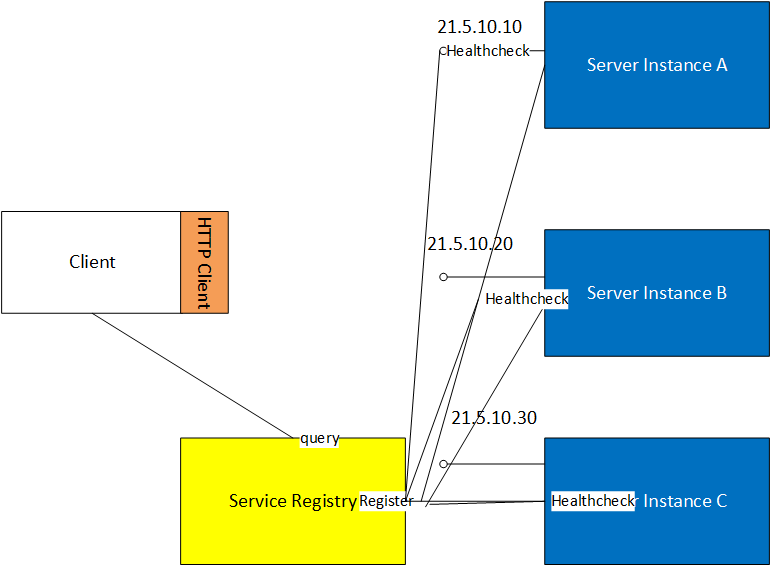 21.5.10.10
Healthcheck
Server Instance A
Client
HTTP Client
21.5.10.20
Healthcheck
Server Instance B
21.5.10.30
query
Service Registry
Register
Healthcheck
r Instance C